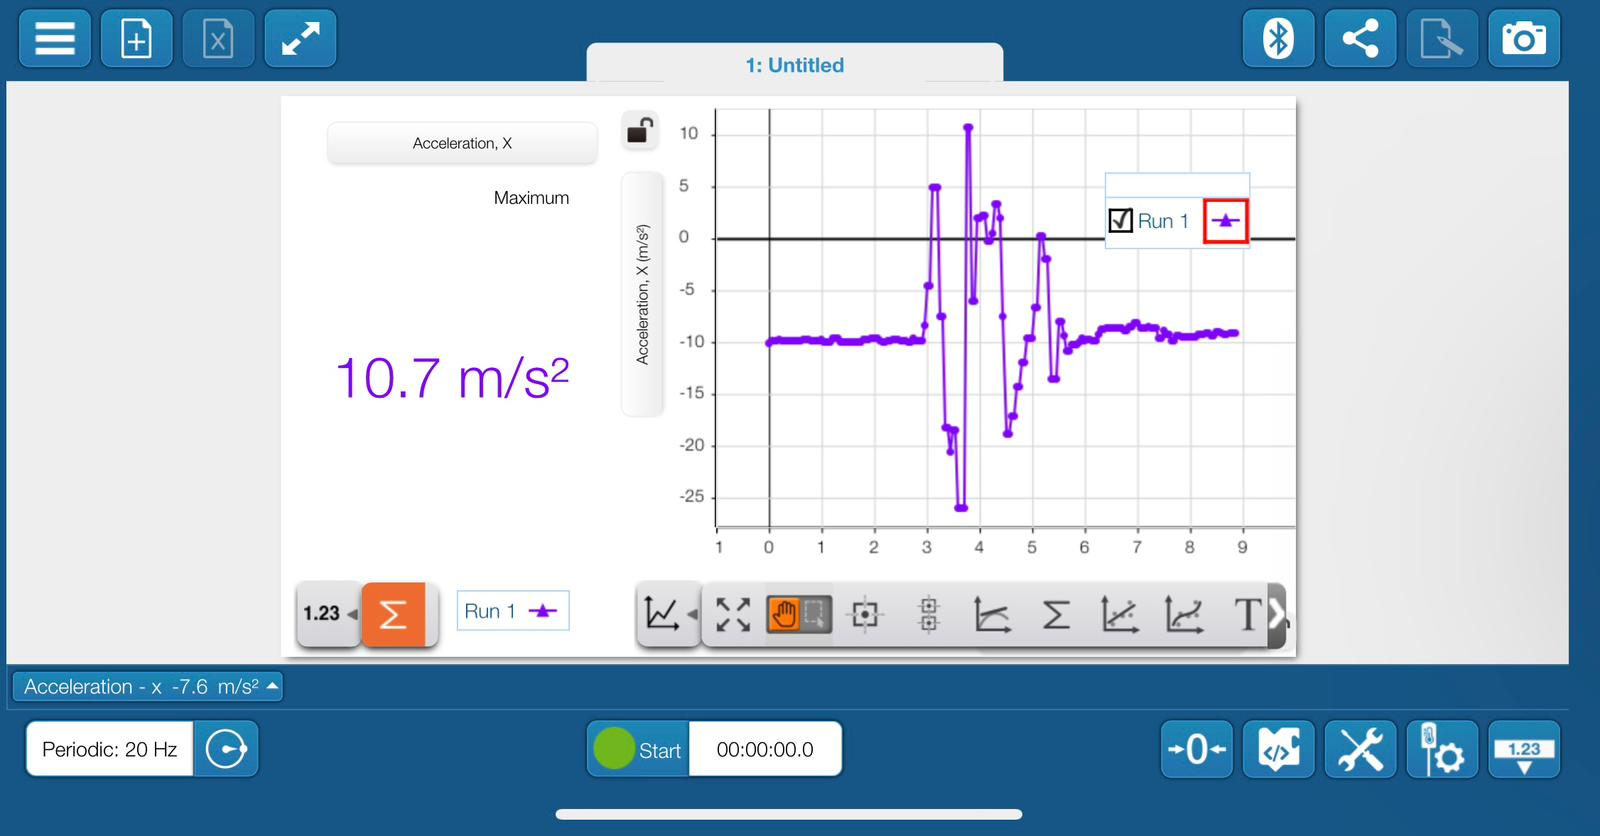 1: Untitled
Acceleration, X
Maximum
10.7 m/s²
1.23
Σ
Run 1
Acceleration, X (m/s²)
10
5
0
-5
-10
-15
-20
-25
1 0 1 2 3 4 5 6 7 8 9
Run 1
Σ
T
Acceleration - x -7.6 m/s²
Periodic: 20 Hz
Start
00:00:00.0
→0←
</>
1.23